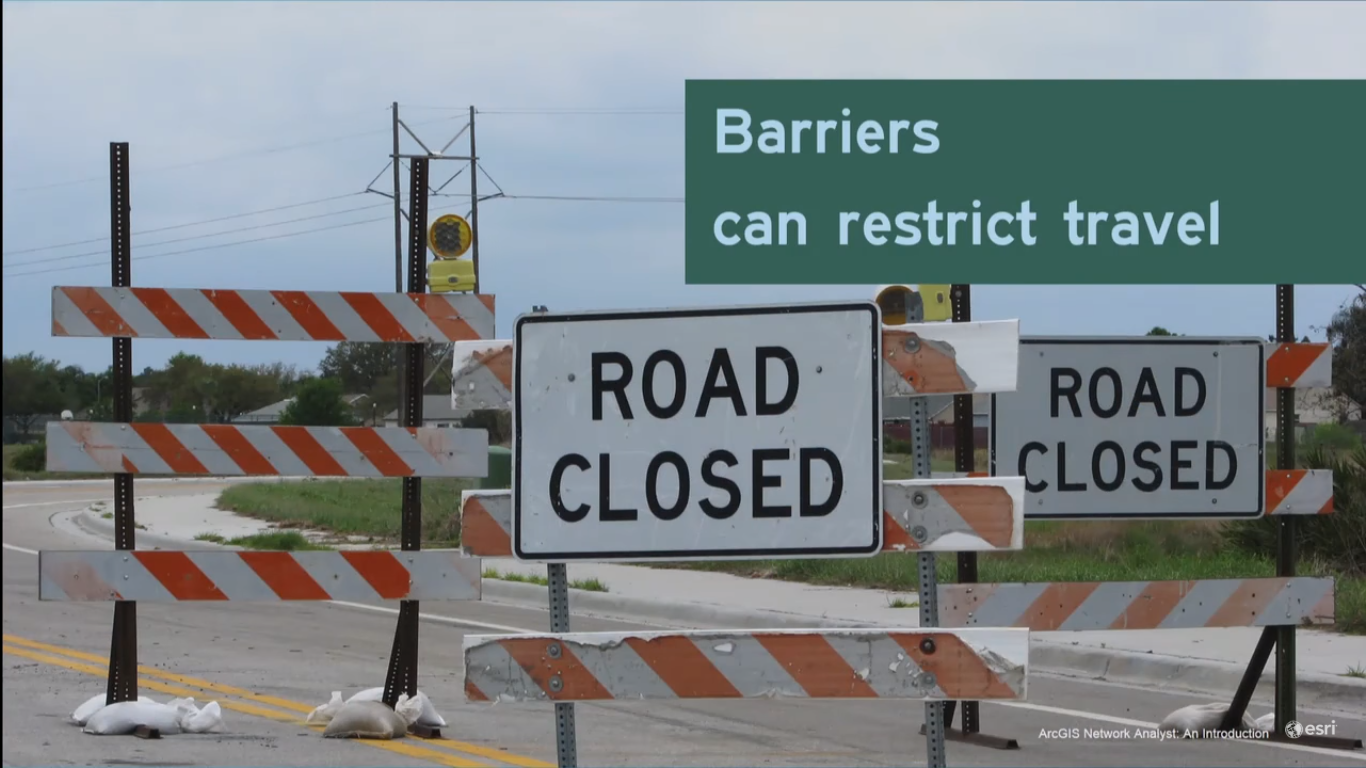 Barriers
can restrict travel
ROAD
CLOSED
ROAD
CLOSED
ArcGIS Network Analyst: An Introduction
esri